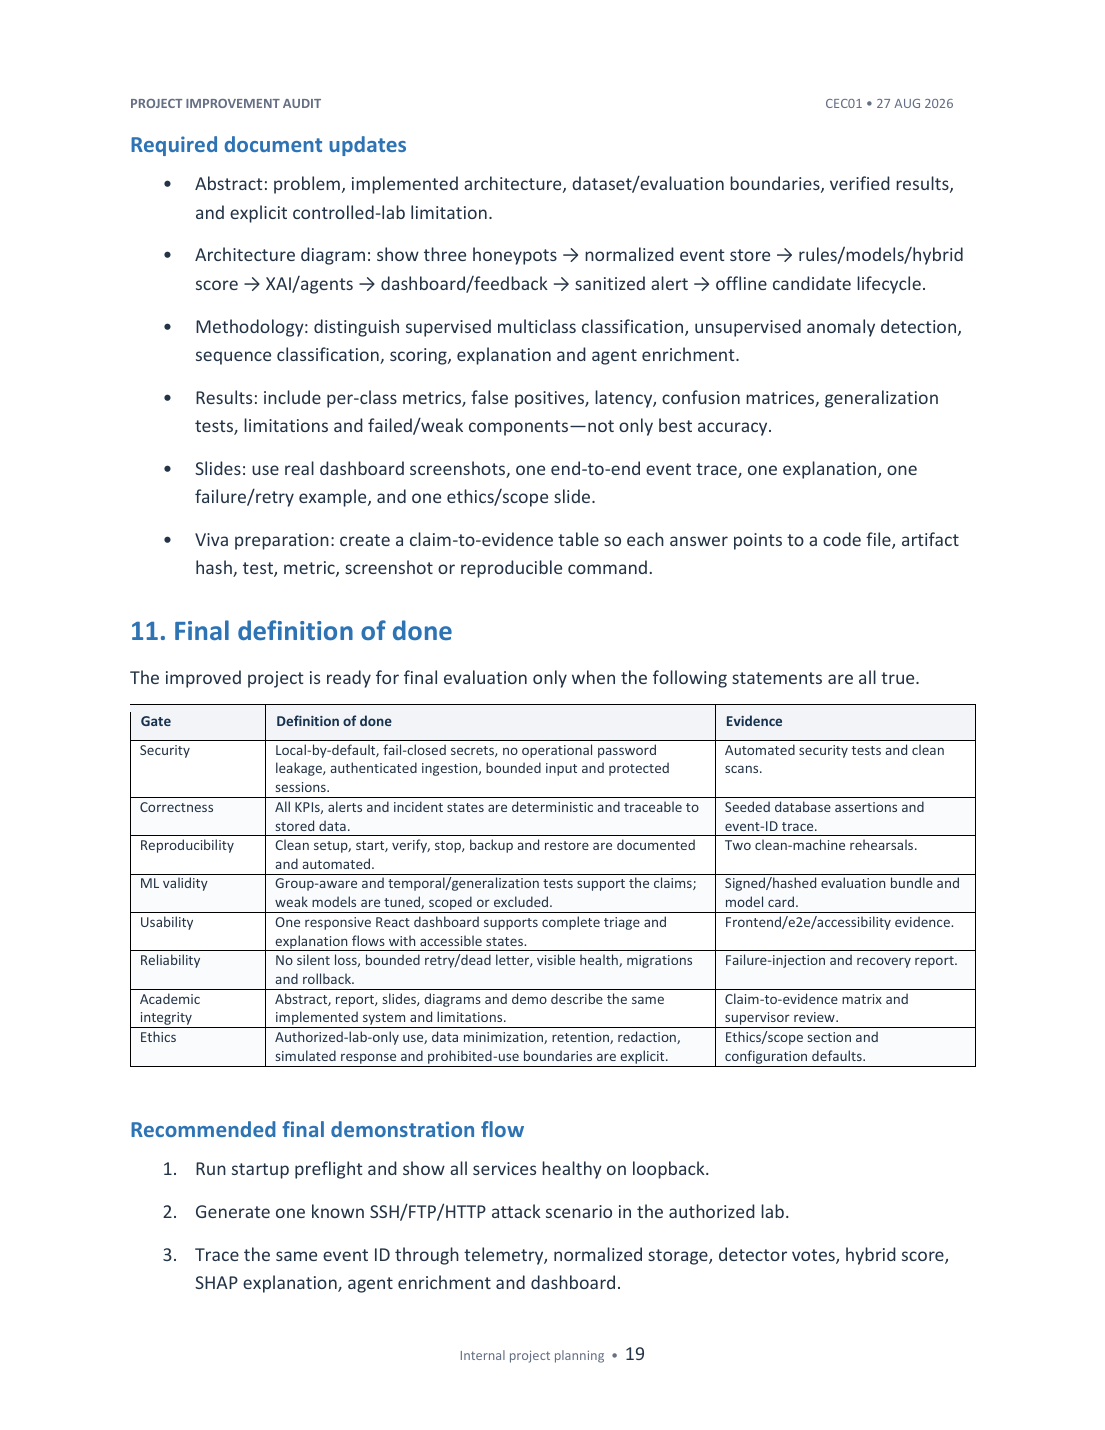 PROJECT IMPROVEMENT AUDIT
CEC01 • 27 AUG 2026
Required document updates
• Abstract: problem, implemented architecture, dataset/evaluation boundaries, verified results,
and explicit controlled-lab limitation.
• Architecture diagram: show three honeypots → normalized event store → rules/models/hybrid
score → XAI/agents → dashboard/feedback → sanitized alert → offline candidate lifecycle.
• Methodology: distinguish supervised multiclass classification, unsupervised anomaly detection,
sequence classification, scoring, explanation and agent enrichment.
• Results: include per-class metrics, false positives, latency, confusion matrices, generalization
tests, limitations and failed/weak components—not only best accuracy.
• Slides: use real dashboard screenshots, one end-to-end event trace, one explanation, one
failure/retry example, and one ethics/scope slide.
• Viva preparation: create a claim-to-evidence table so each answer points to a code file, artifact
hash, test, metric, screenshot or reproducible command.
11. Final definition of done
The improved project is ready for final evaluation only when the following statements are all true.
Gate
Definition of done
Evidence
Security
Local-by-default, fail-closed secrets, no operational password
leakage, authenticated ingestion, bounded input and protected
sessions.
Automated security tests and clean
scans.
Correctness
All KPIs, alerts and incident states are deterministic and traceable to
stored data.
Seeded database assertions and
event-ID trace.
Reproducibility
Clean setup, start, verify, stop, backup and restore are documented
and automated.
Two clean-machine rehearsals.
ML validity
Group-aware and temporal/generalization tests support the claims;
weak models are tuned, scoped or excluded.
Signed/hashed evaluation bundle and
model card.
Usability
One responsive React dashboard supports complete triage and
explanation flows with accessible states.
Frontend/e2e/accessibility evidence.
Reliability
No silent loss, bounded retry/dead letter, visible health, migrations
and rollback.
Failure-injection and recovery report.
Academic
integrity
Abstract, report, slides, diagrams and demo describe the same
implemented system and limitations.
Claim-to-evidence matrix and
supervisor review.
Ethics
Authorized-lab-only use, data minimization, retention, redaction,
simulated response and prohibited-use boundaries are explicit.
Ethics/scope section and
configuration defaults.
Recommended final demonstration flow
1. Run startup preflight and show all services healthy on loopback.
2. Generate one known SSH/FTP/HTTP attack scenario in the authorized lab.
3. Trace the same event ID through telemetry, normalized storage, detector votes, hybrid score,
SHAP explanation, agent enrichment and dashboard.
Internal project planning • 19